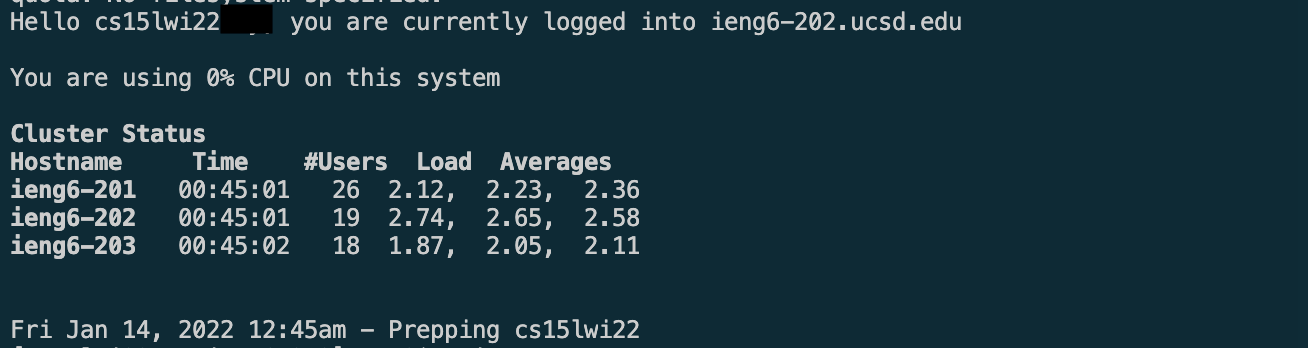 Hello cs15lwi22 you are currently logged into ieng6-202.ucsd.edu
You are using 0% CPU on this system
Cluster Status
Hostname Time #Users Load Averages
ieng6-201 00:45:01 26 2.12, 2.23, 2.36
ieng6-202 00:45:01 19 2.74, 2.65, 2.58
ieng6-203 00:45:02 18 1.87, 2.05, 2.11
Fri Jan 14, 2022 12:45am - Prepping cs15lwi22